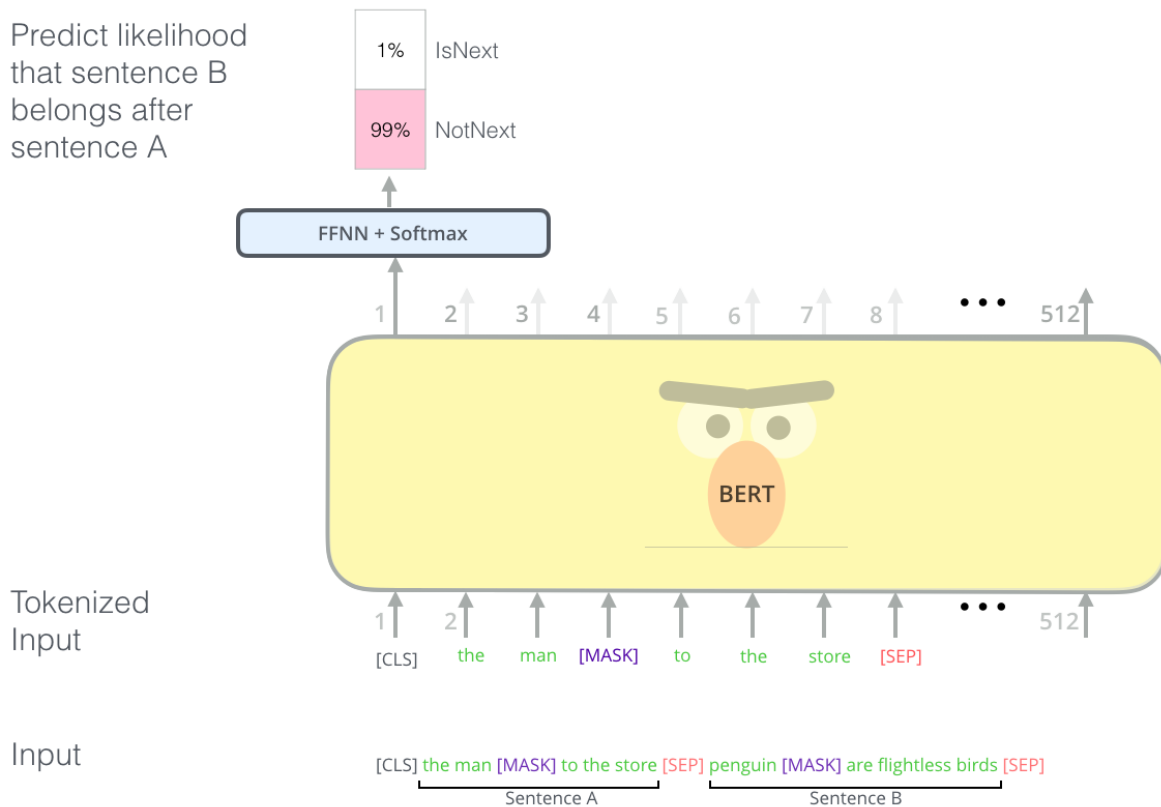 Predict likelihood
that sentence B
belongs after
sentence A
1% IsNext
99% NotNext
FFNN + Softmax
1 2 3 4 5 6 7 8 ••• 512
BERT
Tokenized
Input
1 2 ••• 512
[CLS] the man [MASK] to the store [SEP]
Input
[CLS] the man [MASK] to the store [SEP] penguin [MASK] are flightless birds [SEP]
Sentence A Sentence B